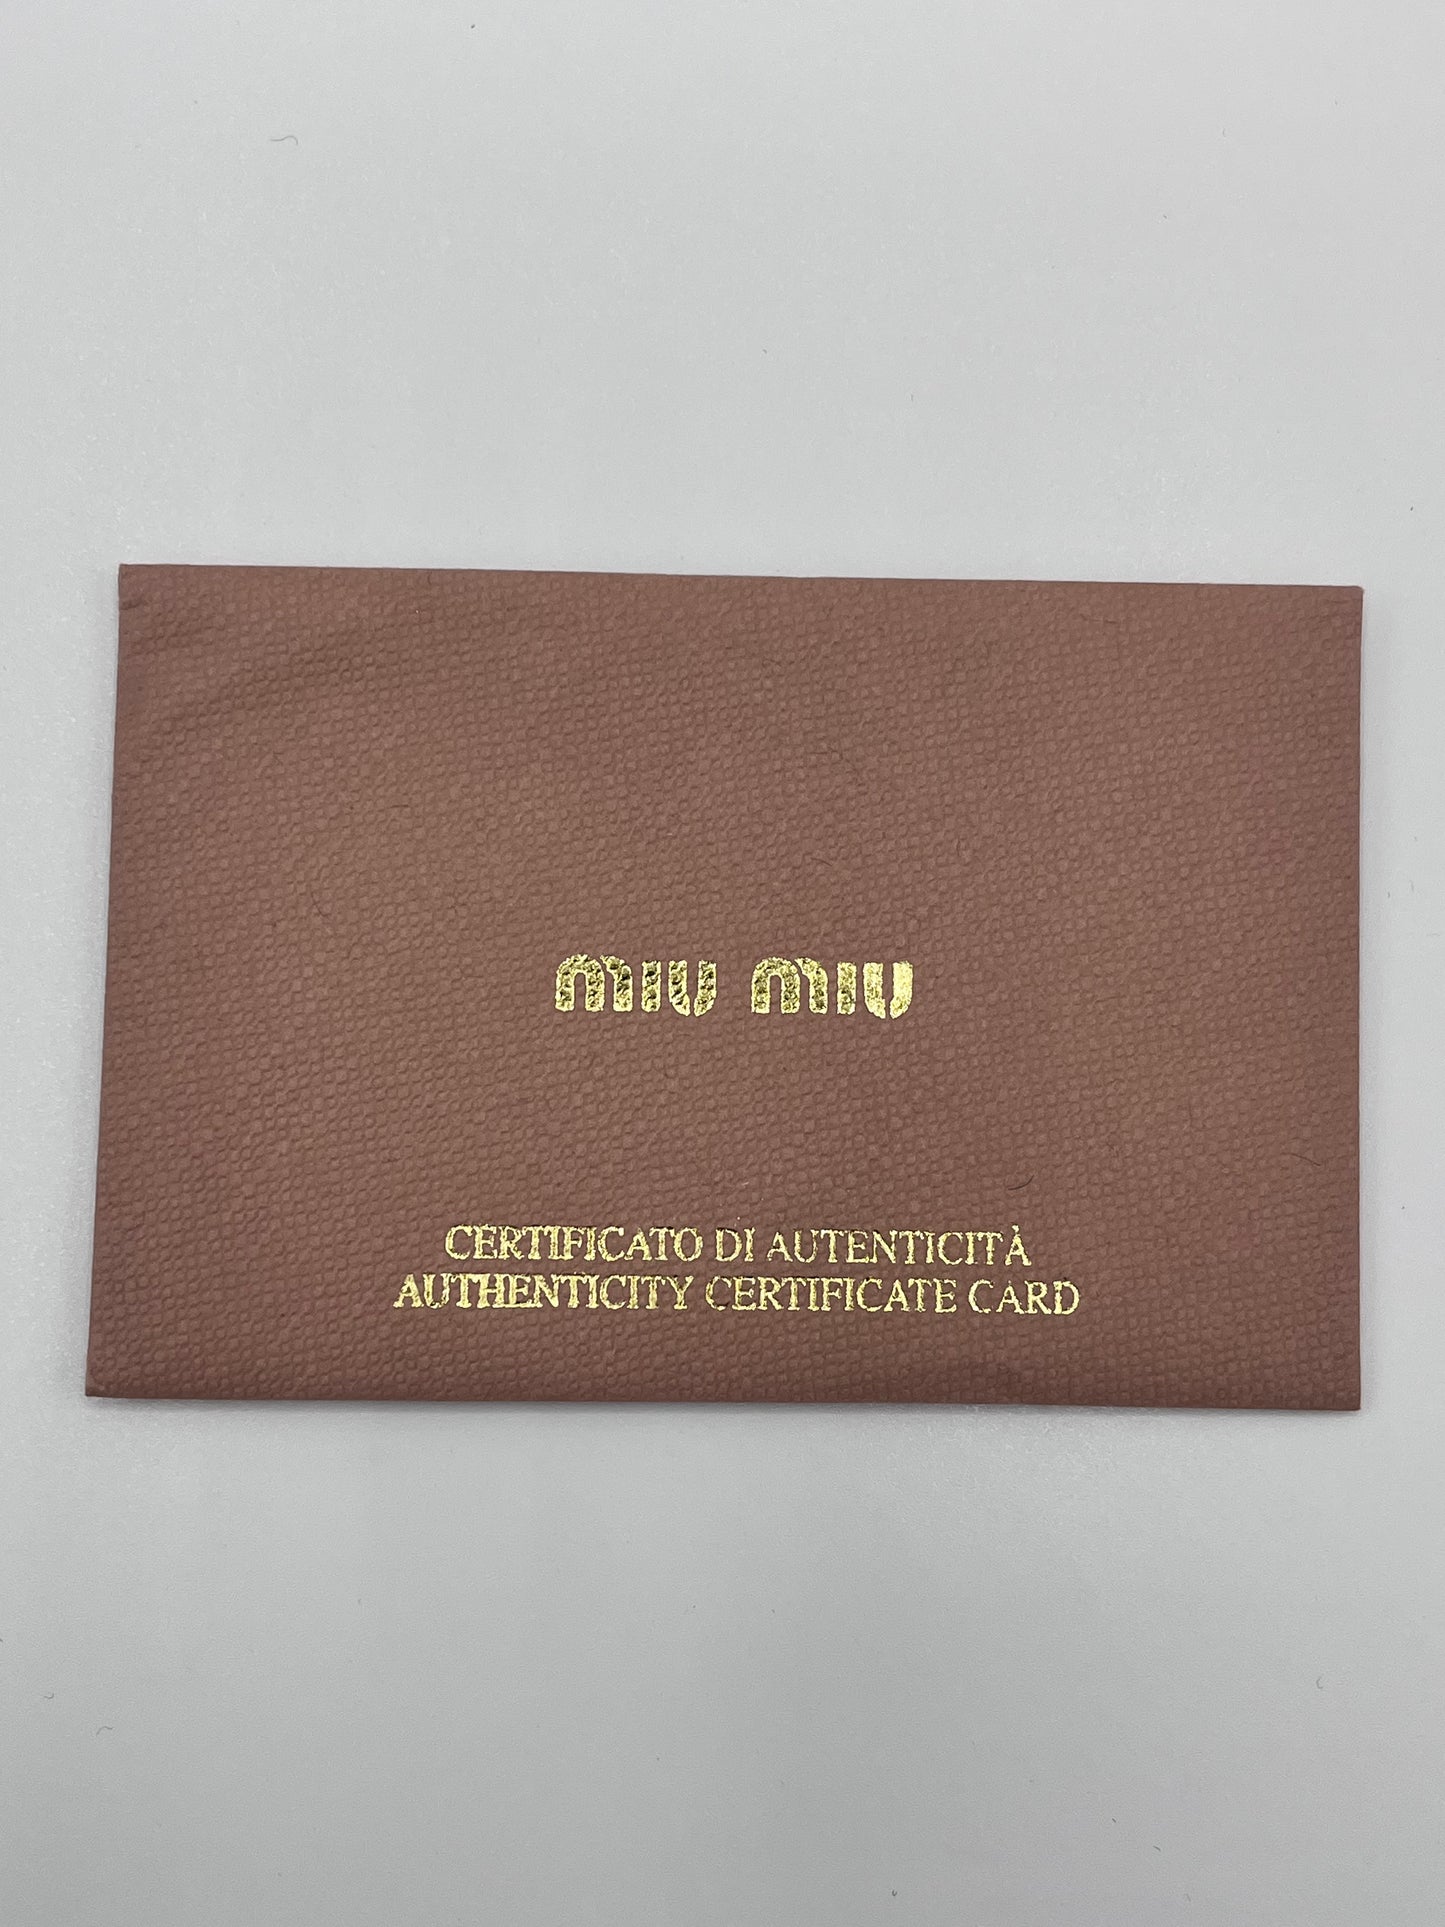 miu miu
CERTIFICATO DI AUTENTICITÀ
AUTHENTICITY CERTIFICATE CARD